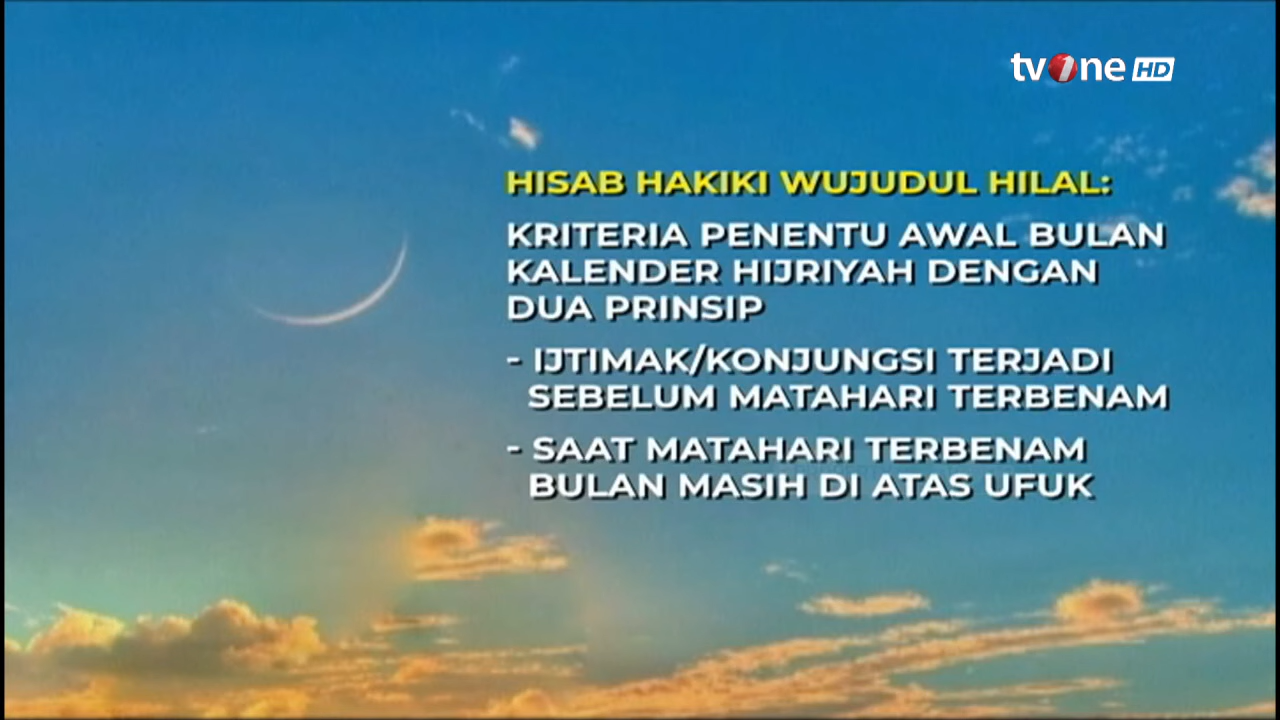 tvOne HD
HISAB HAKIKI WUJUDUL HILAL:
KRITERIA PENENTU AWAL BULAN
KALENDER HIJRIYAH DENGAN
DUA PRINSIP
- IJTIMAK/KONJUNGSI TERJADI
SEBELUM MATAHARI TERBENAM
- SAAT MATAHARI TERBENAM
BULAN MASIH DI ATAS UFUK